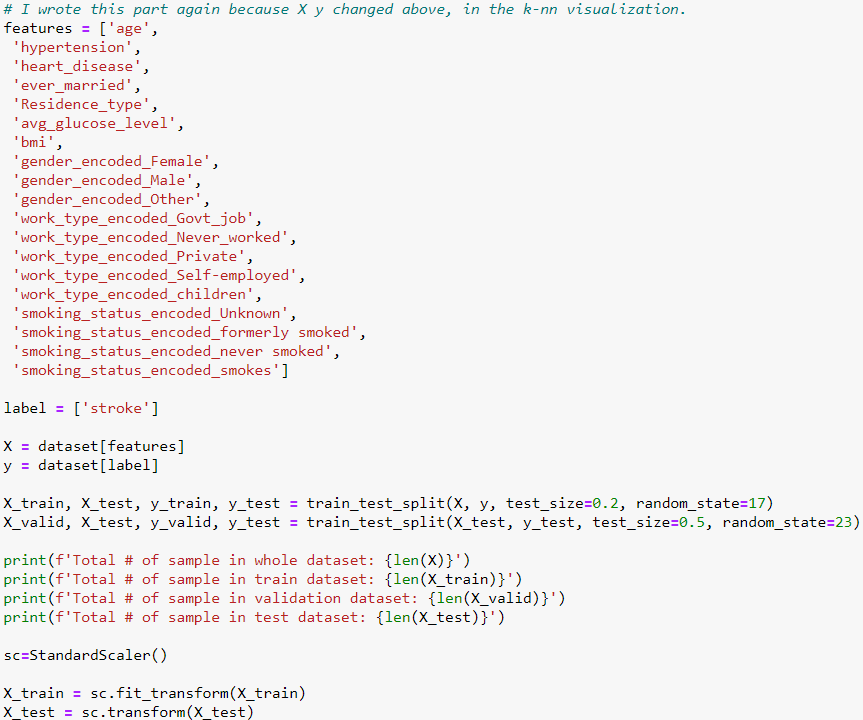 # I wrote this part again because X y changed above, in the k-nn visualization.
features = ['age',
 'hypertension',
 'heart_disease',
 'ever_married',
 'Residence_type',
 'avg_glucose_level',
 'bmi',
 'gender_encoded_Female',
 'gender_encoded_Male',
 'gender_encoded_Other',
 'work_type_encoded_Govt_job',
 'work_type_encoded_Never_worked',
 'work_type_encoded_Private',
 'work_type_encoded_Self-employed',
 'work_type_encoded_children',
 'smoking_status_encoded_Unknown',
 'smoking_status_encoded_formerly smoked',
 'smoking_status_encoded_never smoked',
 'smoking_status_encoded_smokes']

label = ['stroke']

X = dataset[features]
y = dataset[label]

X_train, X_test, y_train, y_test = train_test_split(X, y, test_size=0.2, random_state=17)
X_valid, X_test, y_valid, y_test = train_test_split(X_test, y_test, test_size=0.5, random_state=23)

print(f'Total # of sample in whole dataset: {len(X)}')
print(f'Total # of sample in train dataset: {len(X_train)}')
print(f'Total # of sample in validation dataset: {len(X_valid)}')
print(f'Total # of sample in test dataset: {len(X_test)}')

sc=StandardScaler()

X_train = sc.fit_transform(X_train)
X_test = sc.transform(X_test)